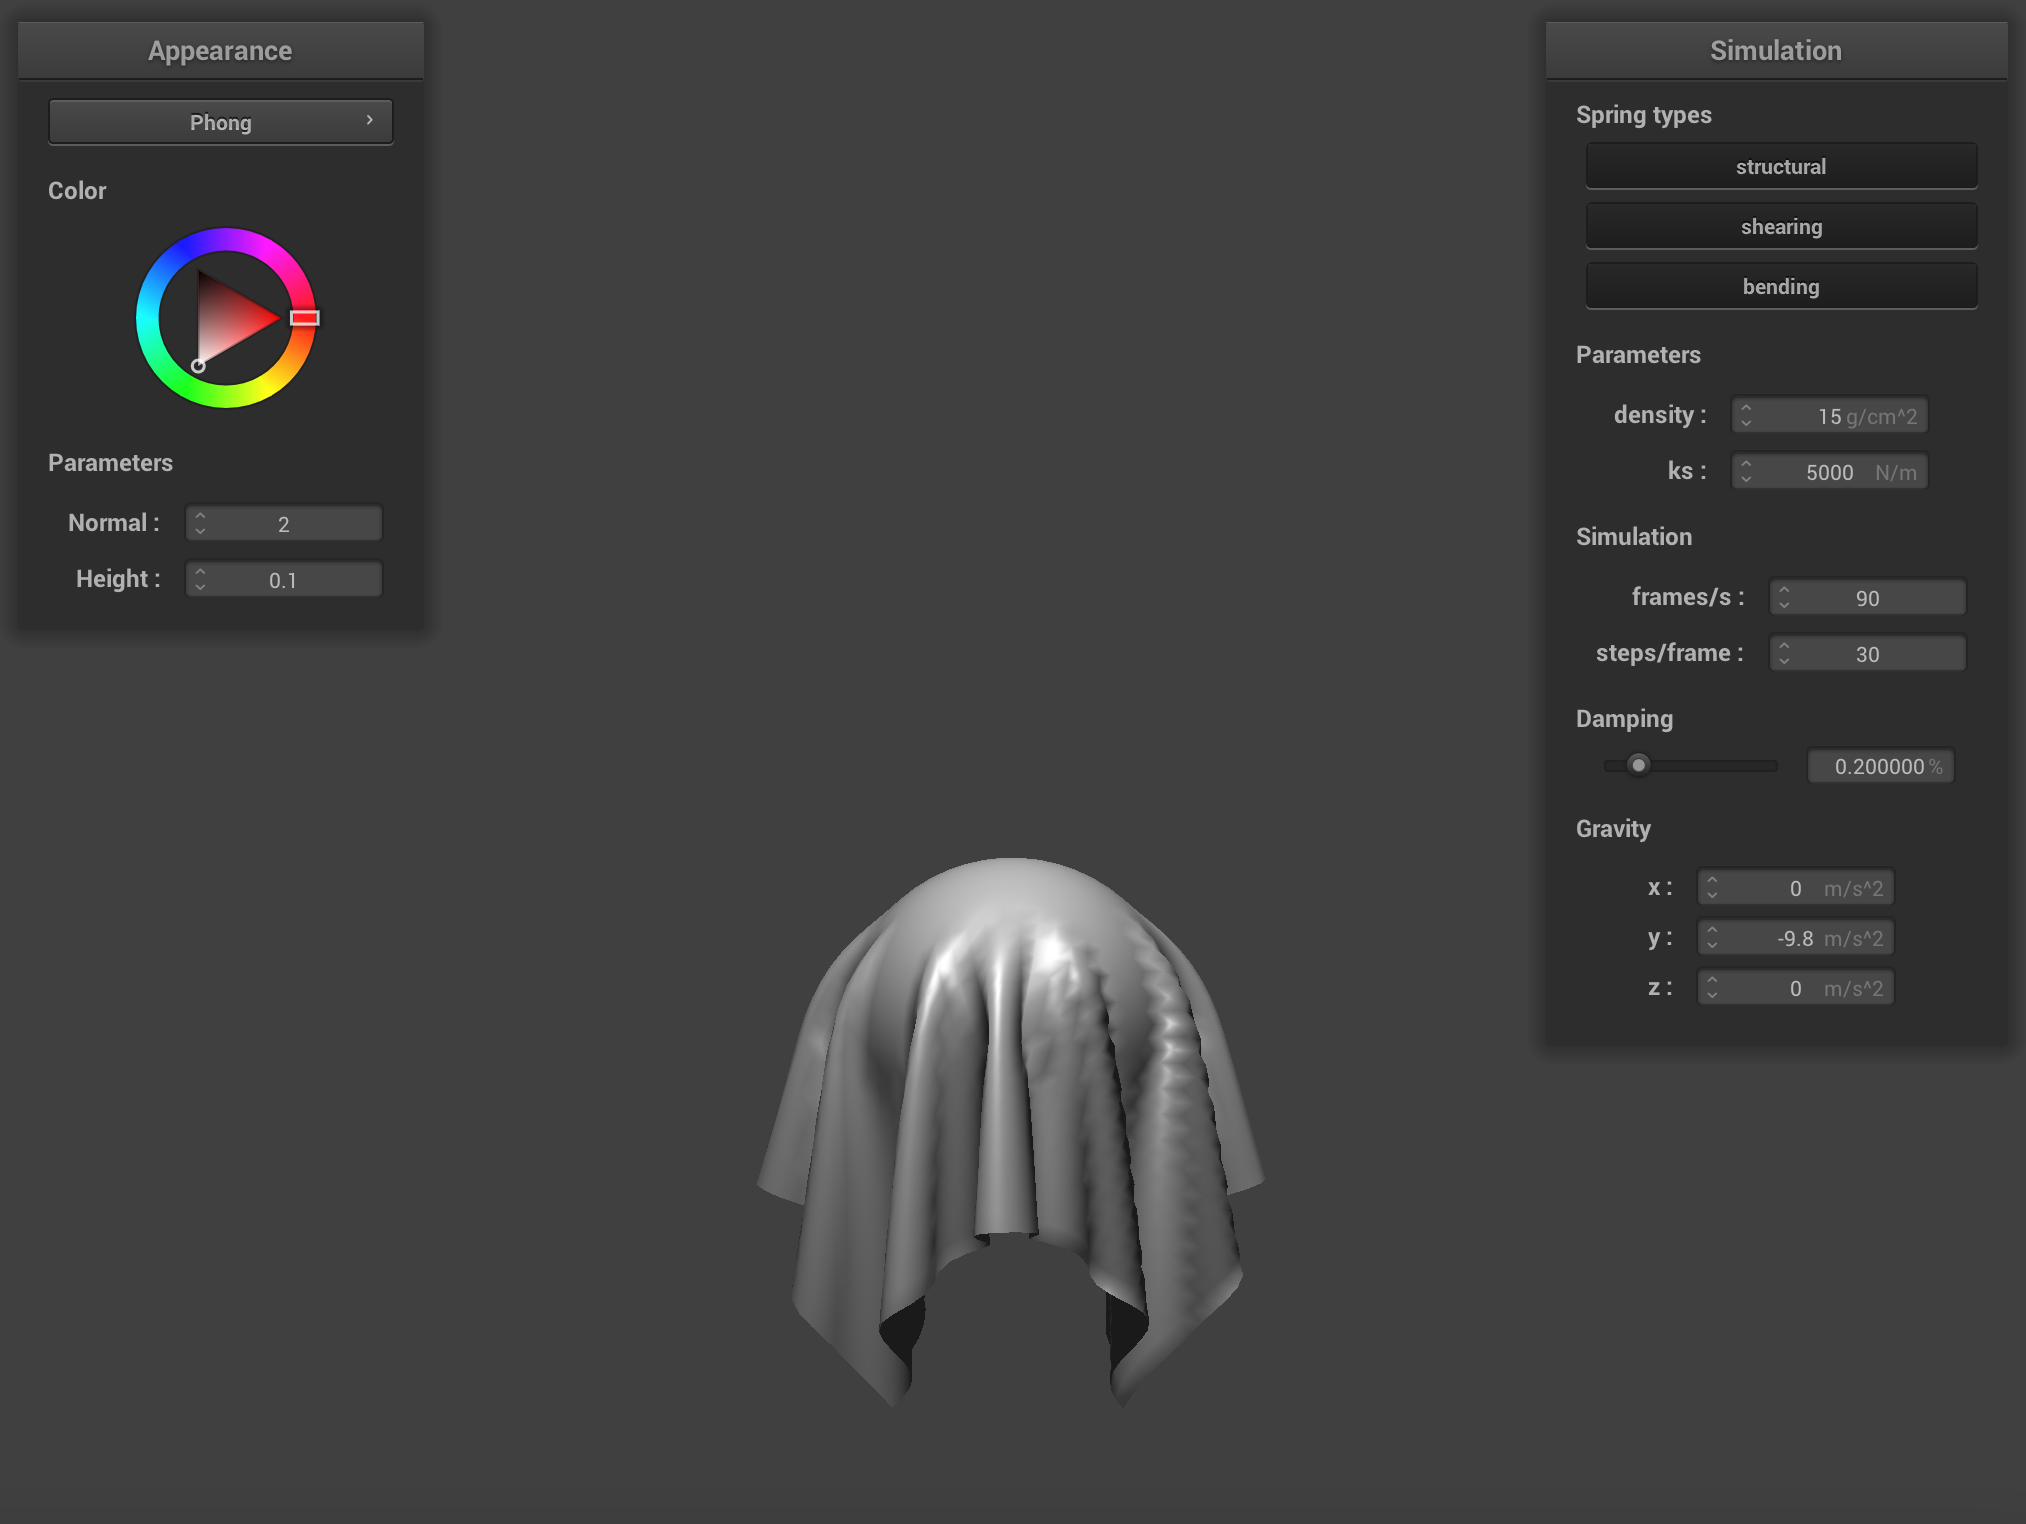 Appearance
Phong
Color
Parameters
Normal : 2
Height : 0.1
Simulation
Spring types
structural
shearing
bending
Parameters
density : 15 g/cm^2
ks : 5000 N/m
Simulation
frames/s : 90
steps/frame : 30
Damping
0.200000 %
Gravity
x : 0 m/s^2
y : -9.8 m/s^2
z : 0 m/s^2